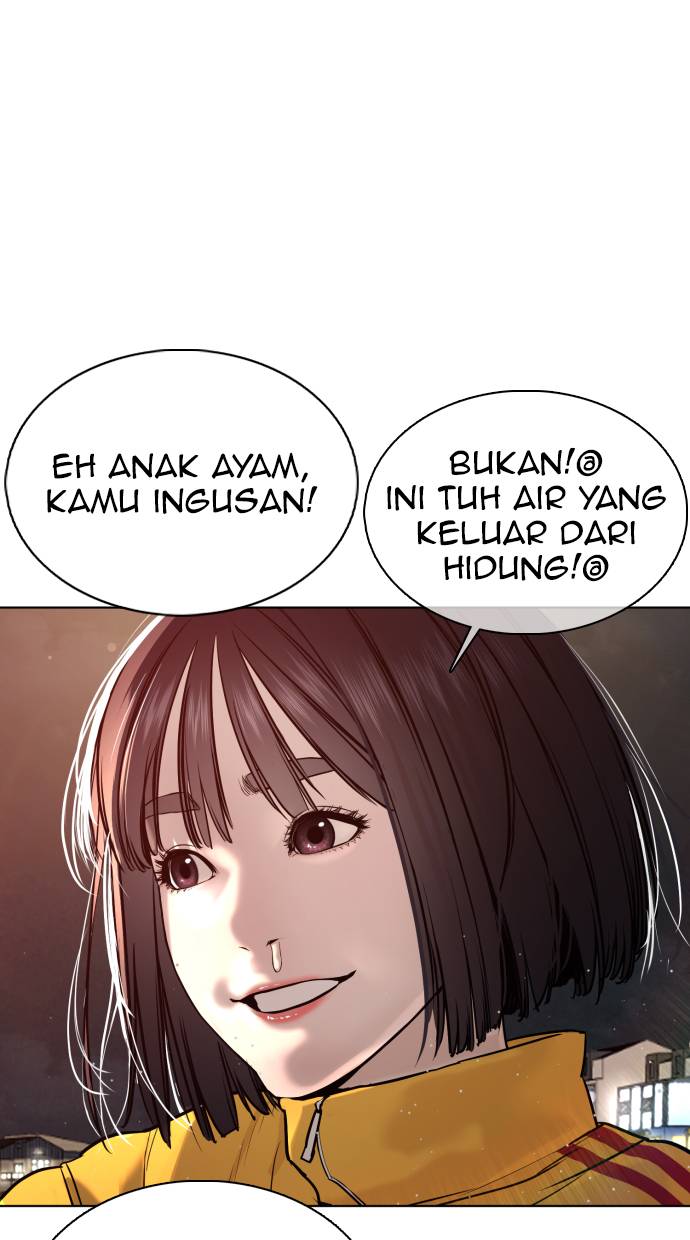 EH ANAK AYAM,
KAMU INGUSAN!
BUKAN!@
INI TUH AIR YANG
KELUAR DARI
HIDUNG!@